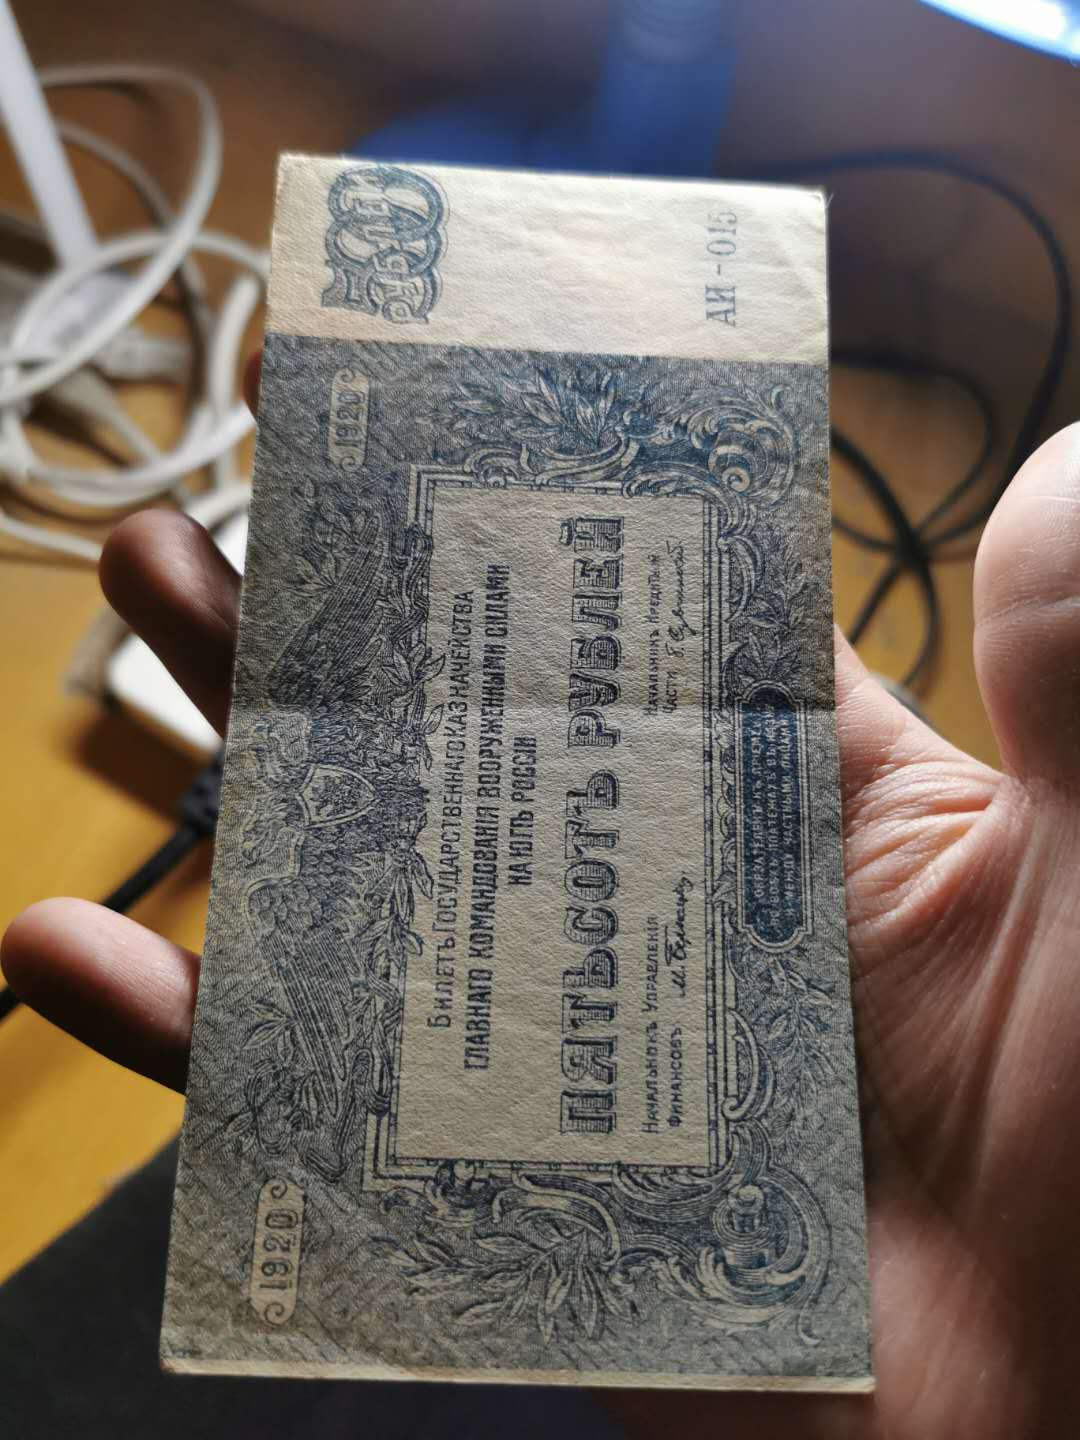 500
РУБЛЕЙ
АИ-015
1920
1920
БИЛЕТЪ ГОСУДАРСТВЕННАГО КАЗНАЧЕЙСТВА
ГЛАВНАГО КОМАНДОВАНІЯ ВООРУЖЕННЫМИ СИЛАМИ
НА ЮГѢ РОССІИ
ПЯТЬСОТЪ РУБЛЕЙ
НАЧАЛЬНИКЪ УПРАВЛЕНІЯ
ФИНАНСОВЪ М. Бернацкій
НАЧАЛЬНИКЪ КРЕДИТНОЙ
ЧАСТИ